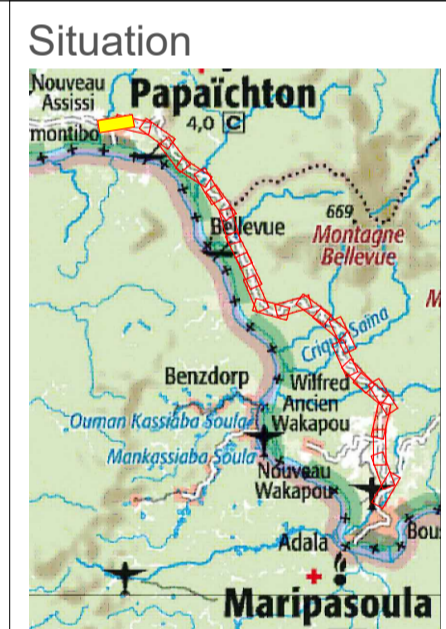 Situation
Nouveau
Assissi
Papaïchton
montibo
4,0 C
Bellevue
669
Montagne
Bellevue
M
Crique Saïna
Benzdorp
Wilfred
Ancien
Wakapou
Ouman Kassiaba Soula
Mankassiaba Soula
Nouveau
Wakapou
Adala
Bous
Maripasoula